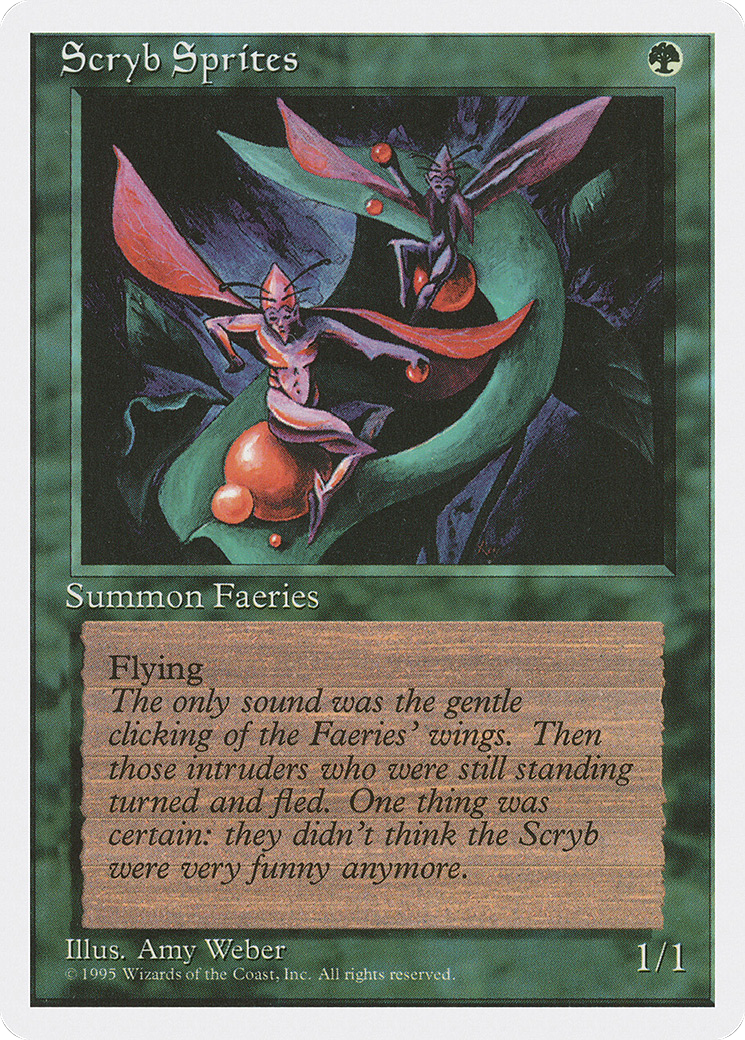 Scryb Sprites
Summon Faeries
Flying
The only sound was the gentle
clicking of the Faeries' wings. Then
those intruders who were still standing
turned and fled. One thing was
certain: they didn't think the Scryb
were very funny anymore.
Illus. Amy Weber
1/1
© 1995 Wizards of the Coast, Inc. All rights reserved.